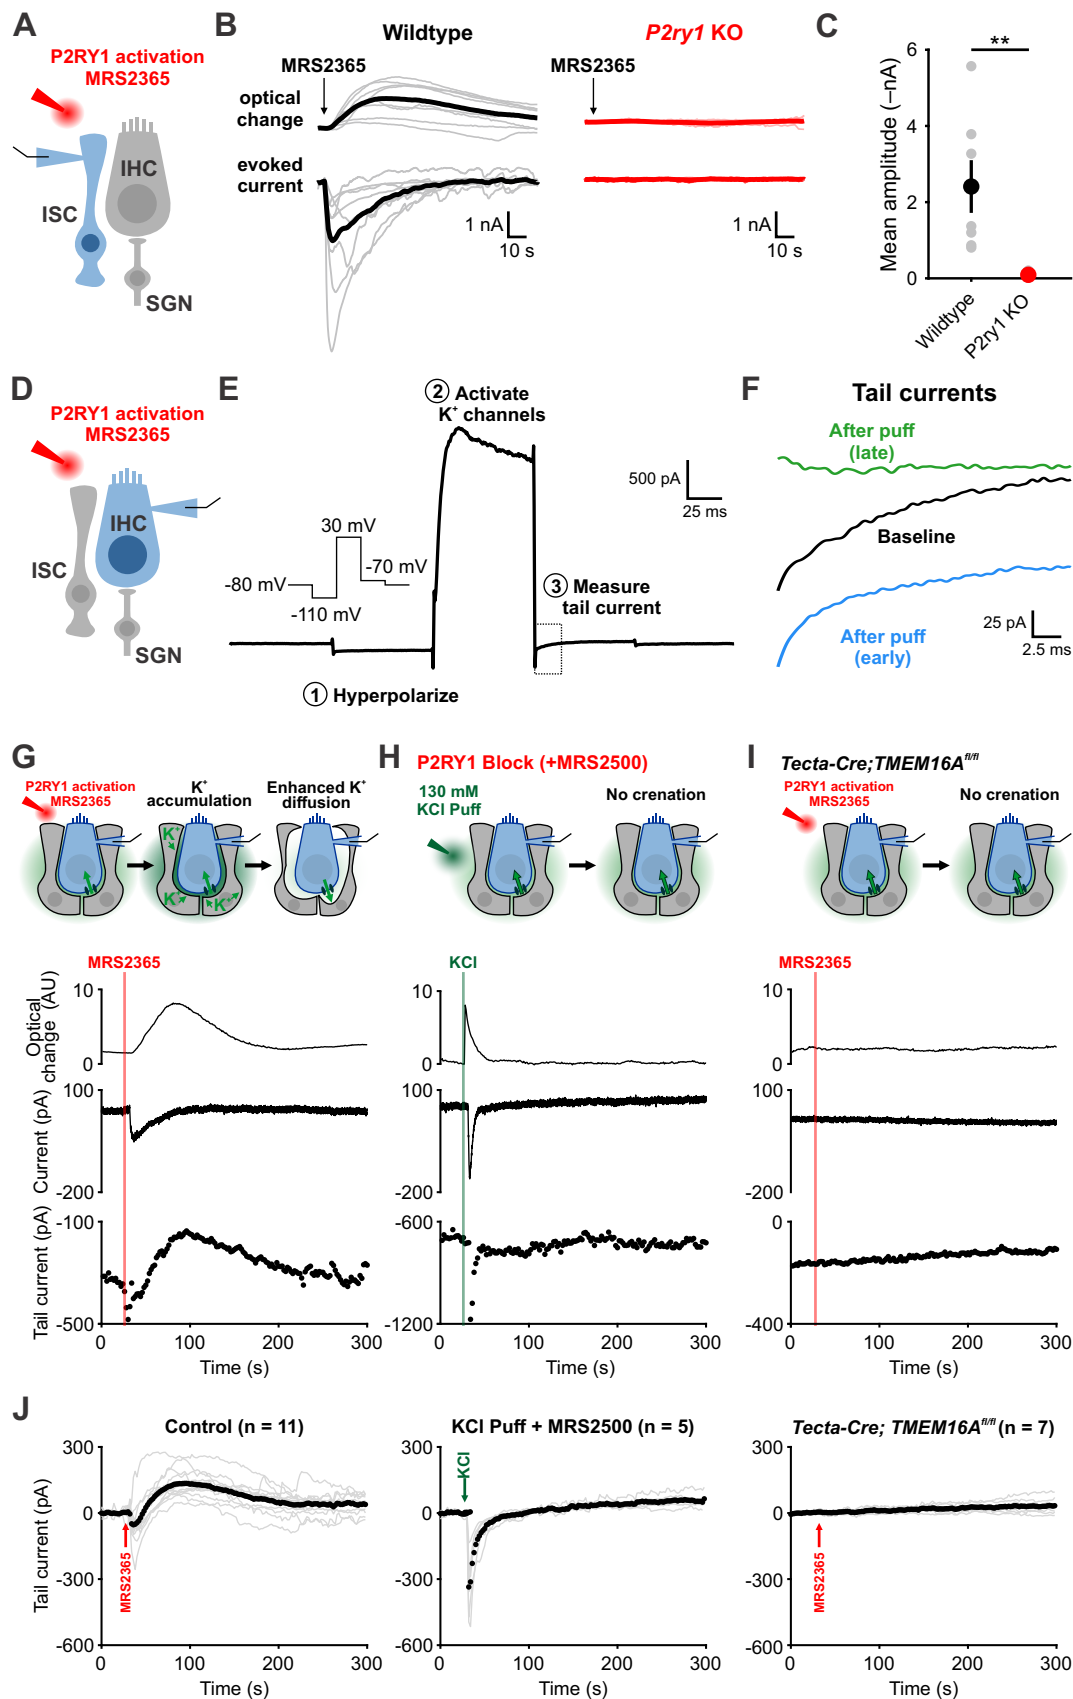 A
P2RY1 activation
MRS2365
IHC
ISC
SGN
B
Wildtype
P2ry1 KO
MRS2365
MRS2365
optical
change
evoked
current
1 nA
10 s
1 nA
10 s
C
**
Mean amplitude (–nA)
6
4
2
0
Wildtype
P2ry1 KO
D
P2RY1 activation
MRS2365
IHC
ISC
SGN
E
2 Activate
K+ channels
500 pA
25 ms
30 mV
-70 mV
-80 mV
-110 mV
3 Measure
tail current
1 Hyperpolarize
F
Tail currents
After puff
(late)
Baseline
After puff
(early)
25 pA
2.5 ms
G
P2RY1 activation
MRS2365
K+
accumulation
Enhanced K+
diffusion
K+
K+
K+
MRS2365
Optical
change (AU)
10
0
Current (pA)
100
-200
Tail current (pA)
-100
-500
0
100
200
300
Time (s)
H
P2RY1 Block (+MRS2500)
130 mM
KCl Puff
No crenation
KCl
10
0
100
-200
-600
-1200
0
100
200
300
Time (s)
I
Tecta-Cre;TMEM16Afl/fl
P2RY1 activation
MRS2365
No crenation
MRS2365
10
0
100
-200
0
-400
0
100
200
300
Time (s)
J
Control (n = 11)
Tail current (pA)
300
0
-300
-600
MRS2365
0
100
200
300
Time (s)
KCl Puff + MRS2500 (n = 5)
300
0
-300
-600
KCl
0
100
200
300
Time (s)
Tecta-Cre; TMEM16Afl/fl (n = 7)
300
0
-300
-600
MRS2365
0
100
200
300
Time (s)